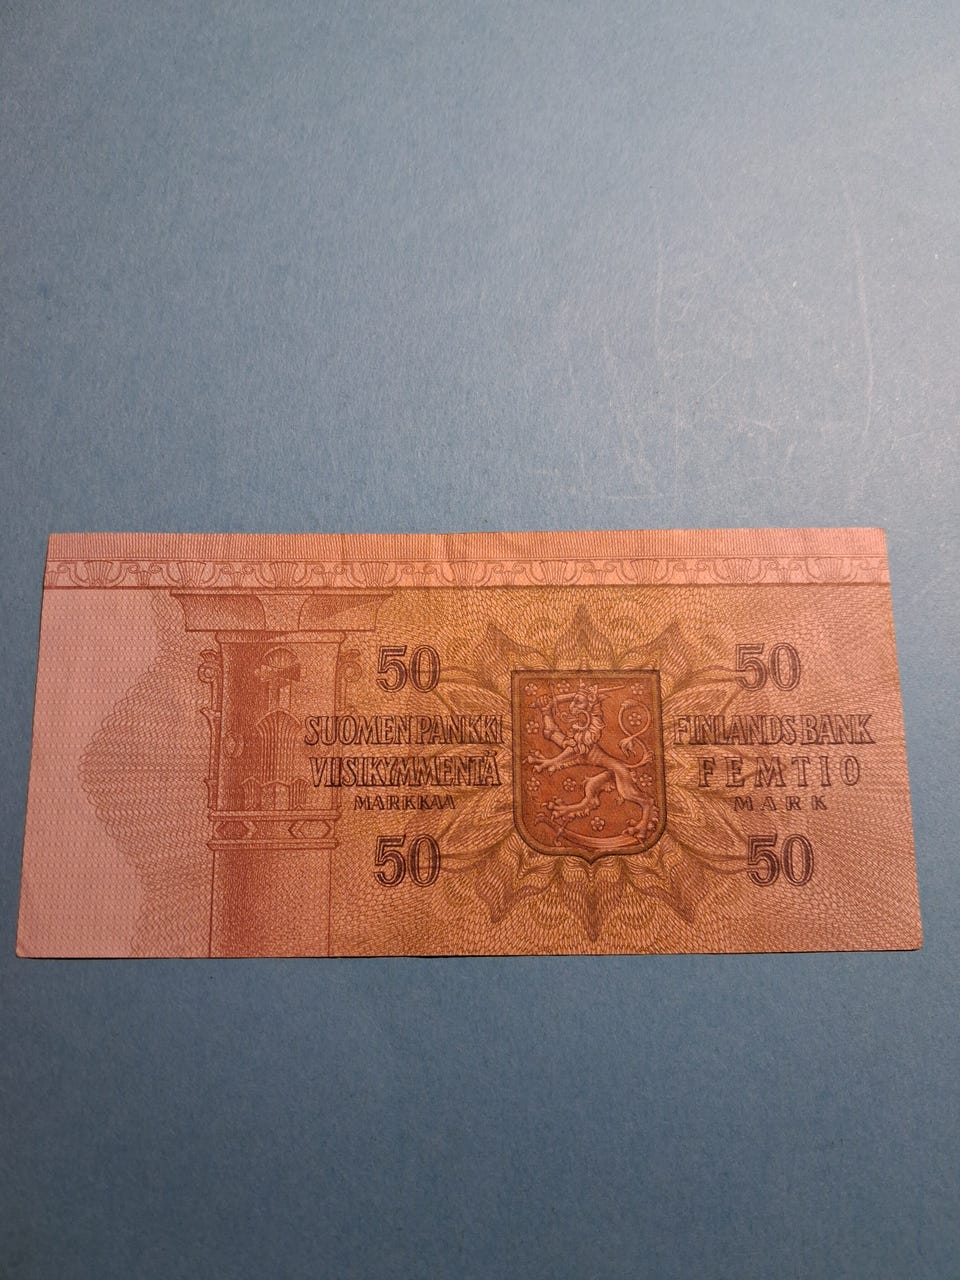 50
SUOMEN PANKKI
VIISIKYMMENTÄ
MARKKAA
50
50
FINLANDS BANK
FEMTIO
MARK
50